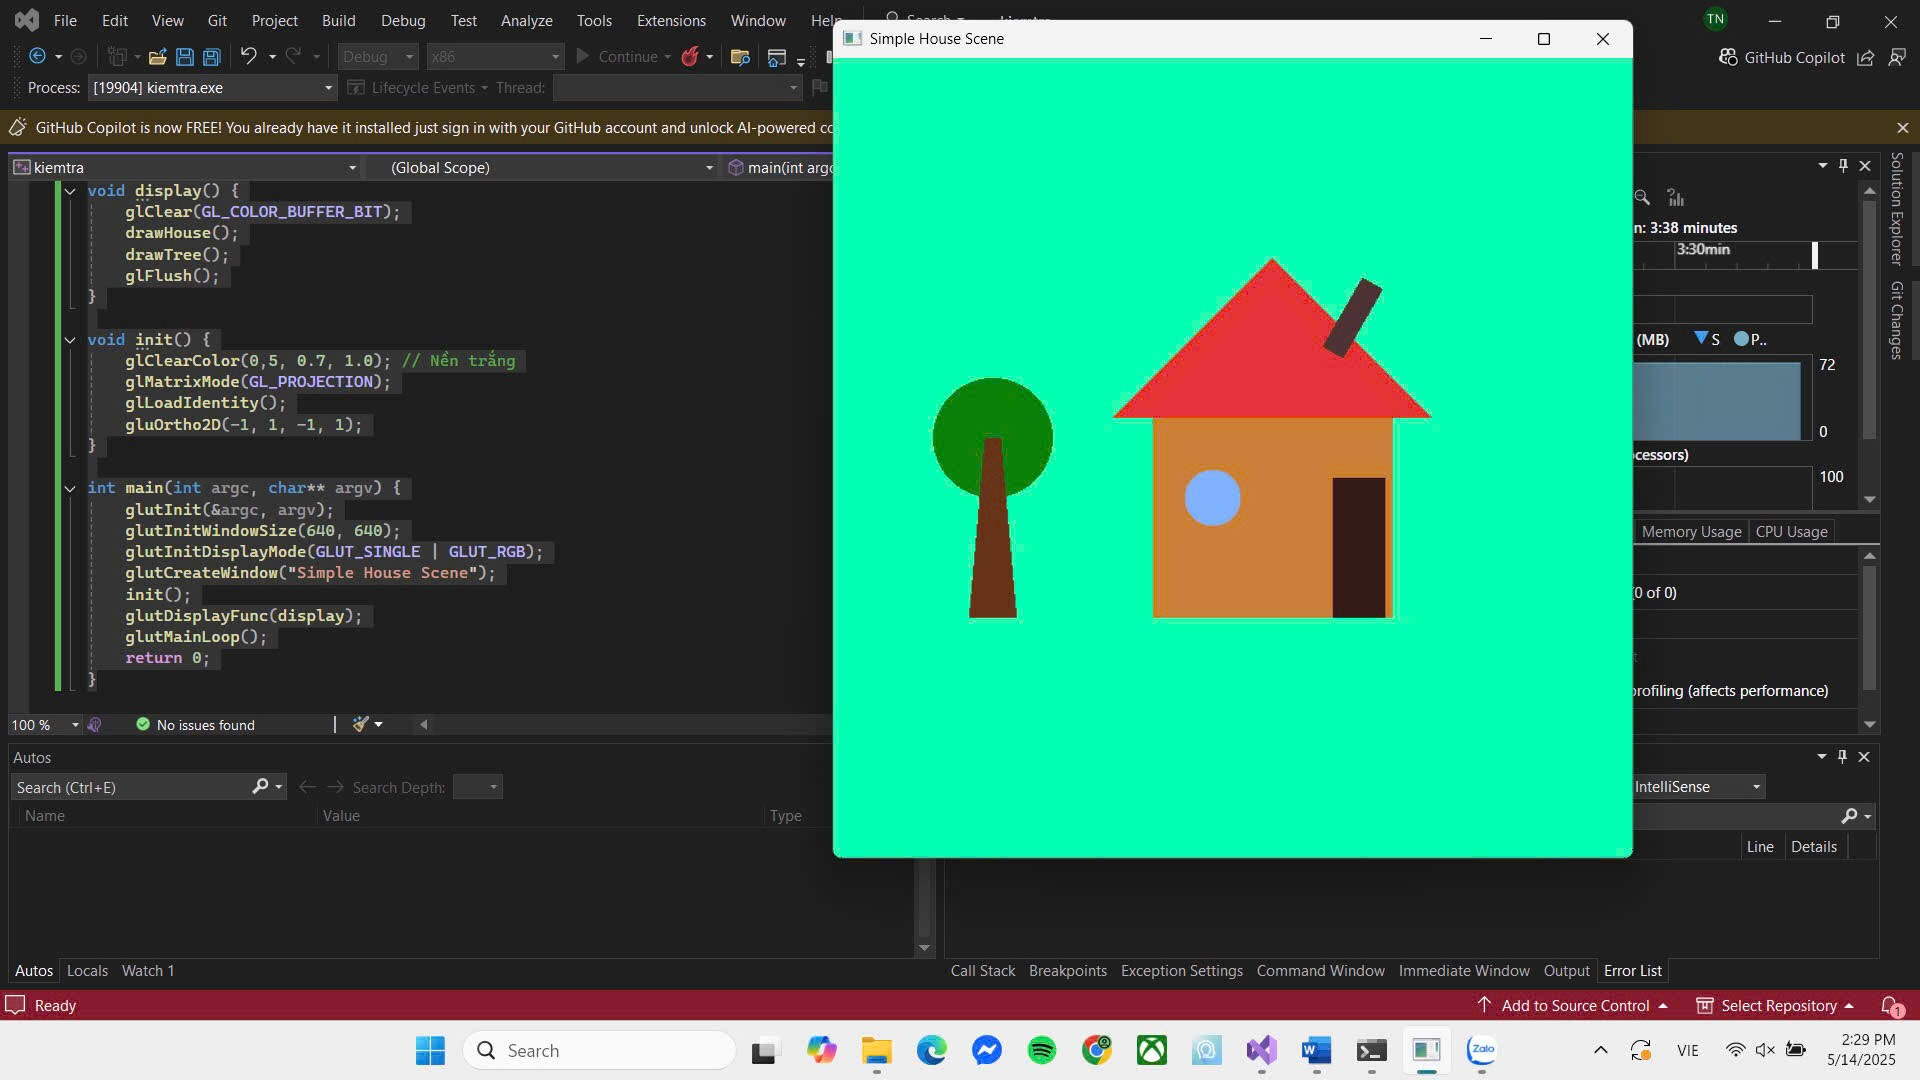 File Edit View Git Project Build Debug Test Analyze Tools Extensions Window Help
TN
Debug x86 Continue
GitHub Copilot
Process: [19904] kiemtra.exe Lifecycle Events Thread:
GitHub Copilot is now FREE! You already have it installed just sign in with your GitHub account and unlock AI-powered
kiemtra (Global Scope) main(int argc
void display() {
glClear(GL_COLOR_BUFFER_BIT);
drawHouse();
drawTree();
glFlush();
}
void init() {
glClearColor(0,5, 0.7, 1.0); // Nền trắng
glMatrixMode(GL_PROJECTION);
glLoadIdentity();
gluOrtho2D(-1, 1, -1, 1);
}
int main(int argc, char** argv) {
glutInit(&argc, argv);
glutInitWindowSize(640, 640);
glutInitDisplayMode(GLUT_SINGLE | GLUT_RGB);
glutCreateWindow("Simple House Scene");
init();
glutDisplayFunc(display);
glutMainLoop();
return 0;
}
100 % No issues found
Simple House Scene
n: 3:38 minutes
3:30min
(MB) S P..
72
0
cessors)
100
Memory Usage CPU Usage
(0 of 0)
profiling (affects performance)
Solution Explorer
Git Changes
Autos
Search (Ctrl+E) Search Depth:
Name Value Type
Autos Locals Watch 1
IntelliSense
Line Details
Call Stack Breakpoints Exception Settings Command Window Immediate Window Output Error List
Ready
Add to Source Control Select Repository 1
Search
Zalo
VIE
2:29 PM
5/14/2025